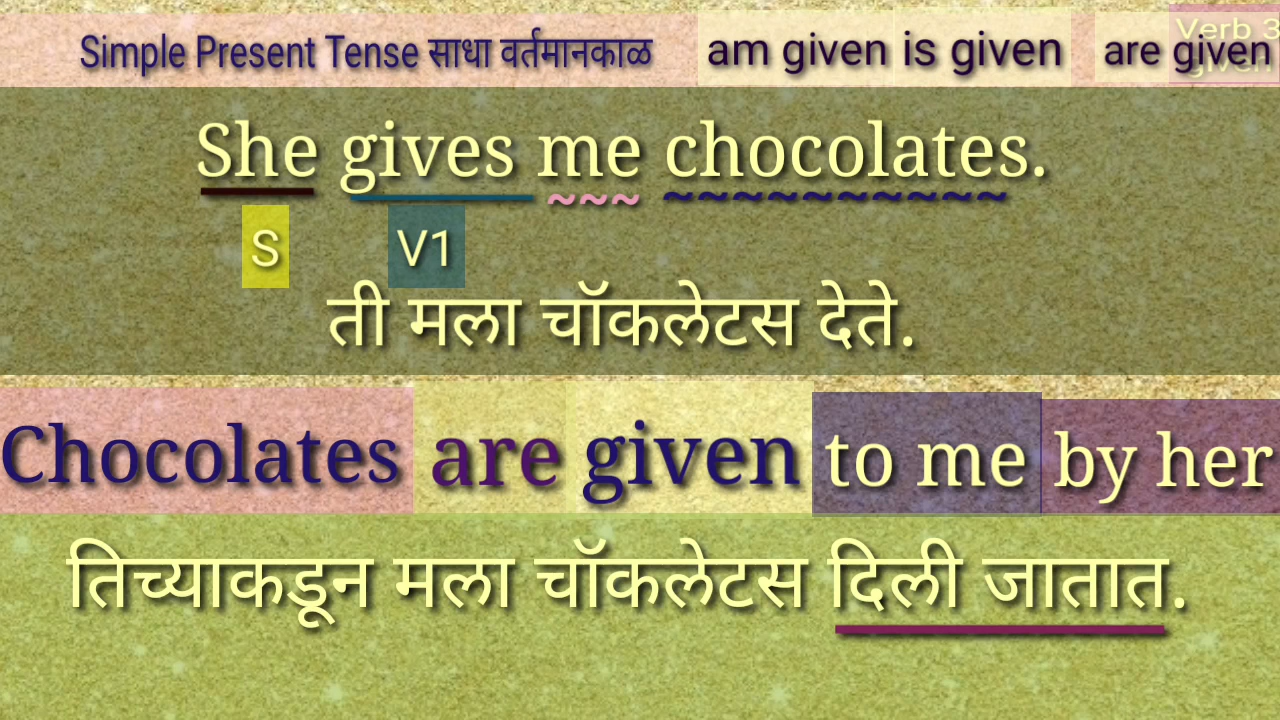 Simple Present Tense साधा वर्तमानकाळ am given is given are given
Verb 3
given
She gives me chocolates.
~~~ ~~~~~~~~~~
S V1
ती मला चॉकलेटस देते.
Chocolates are given to me by her
तिच्याकडून मला चॉकलेटस दिली जातात.